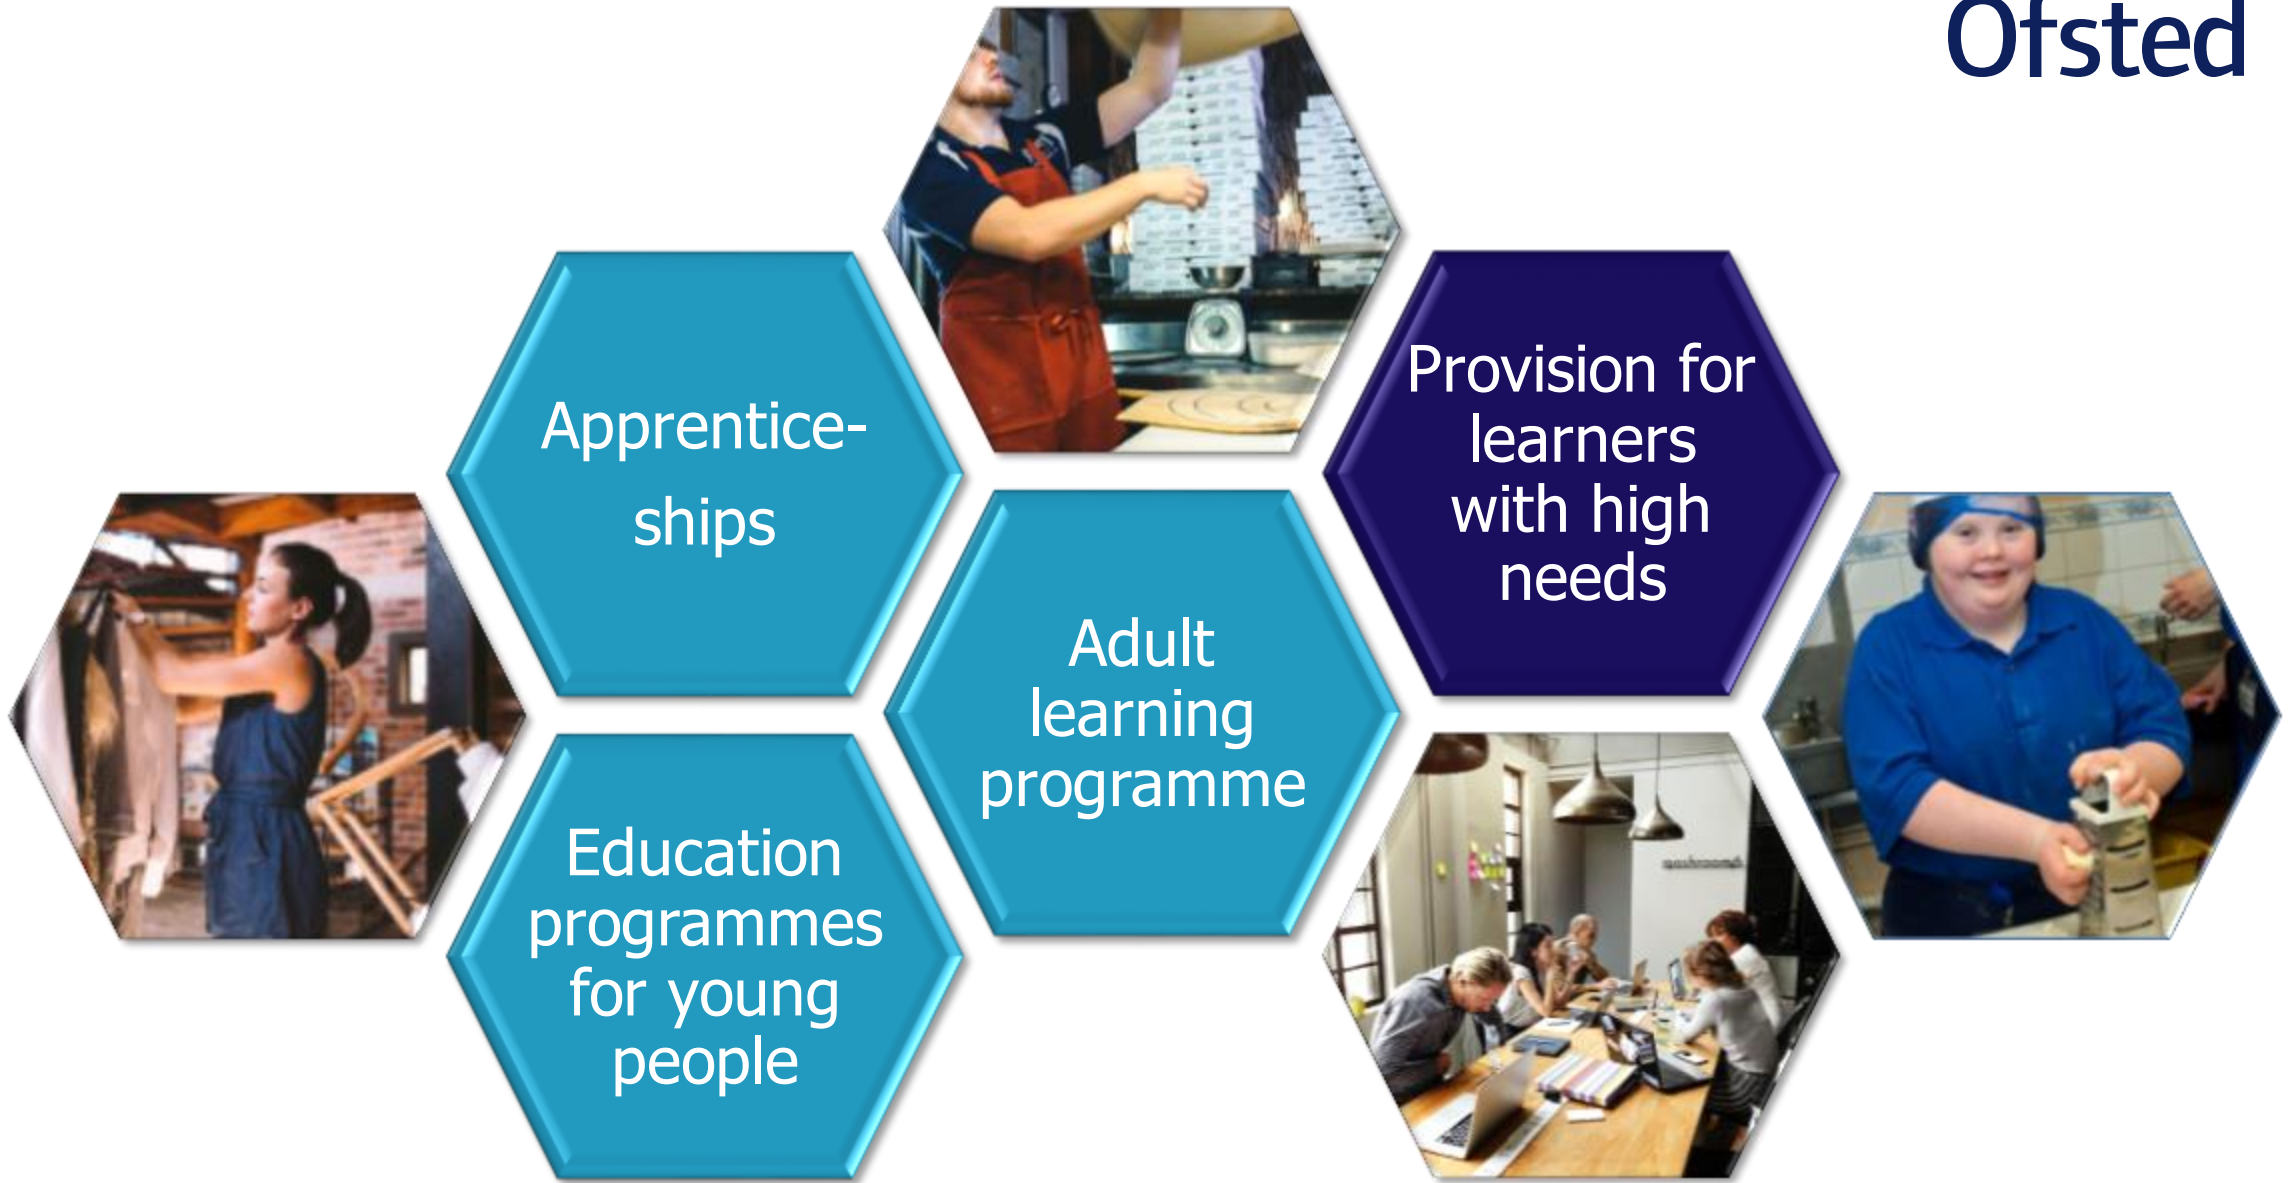 Ofsted
Apprentice-
ships
Provision for
learners
with high
needs
Adult
learning
programme
Education
programmes
for young
people